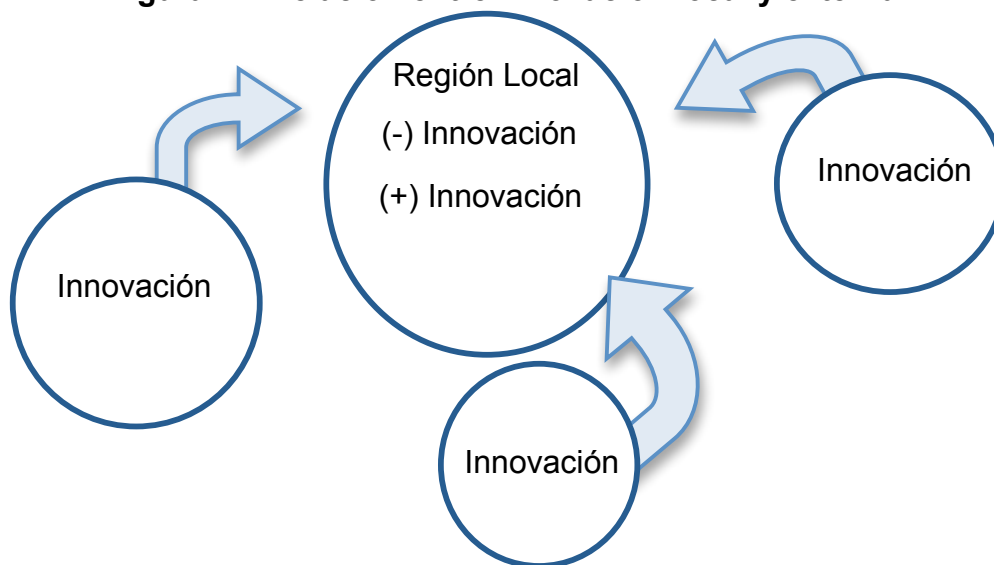 Región Local
(-) Innovación
(+) Innovación
Innovación
Innovación
Innovación